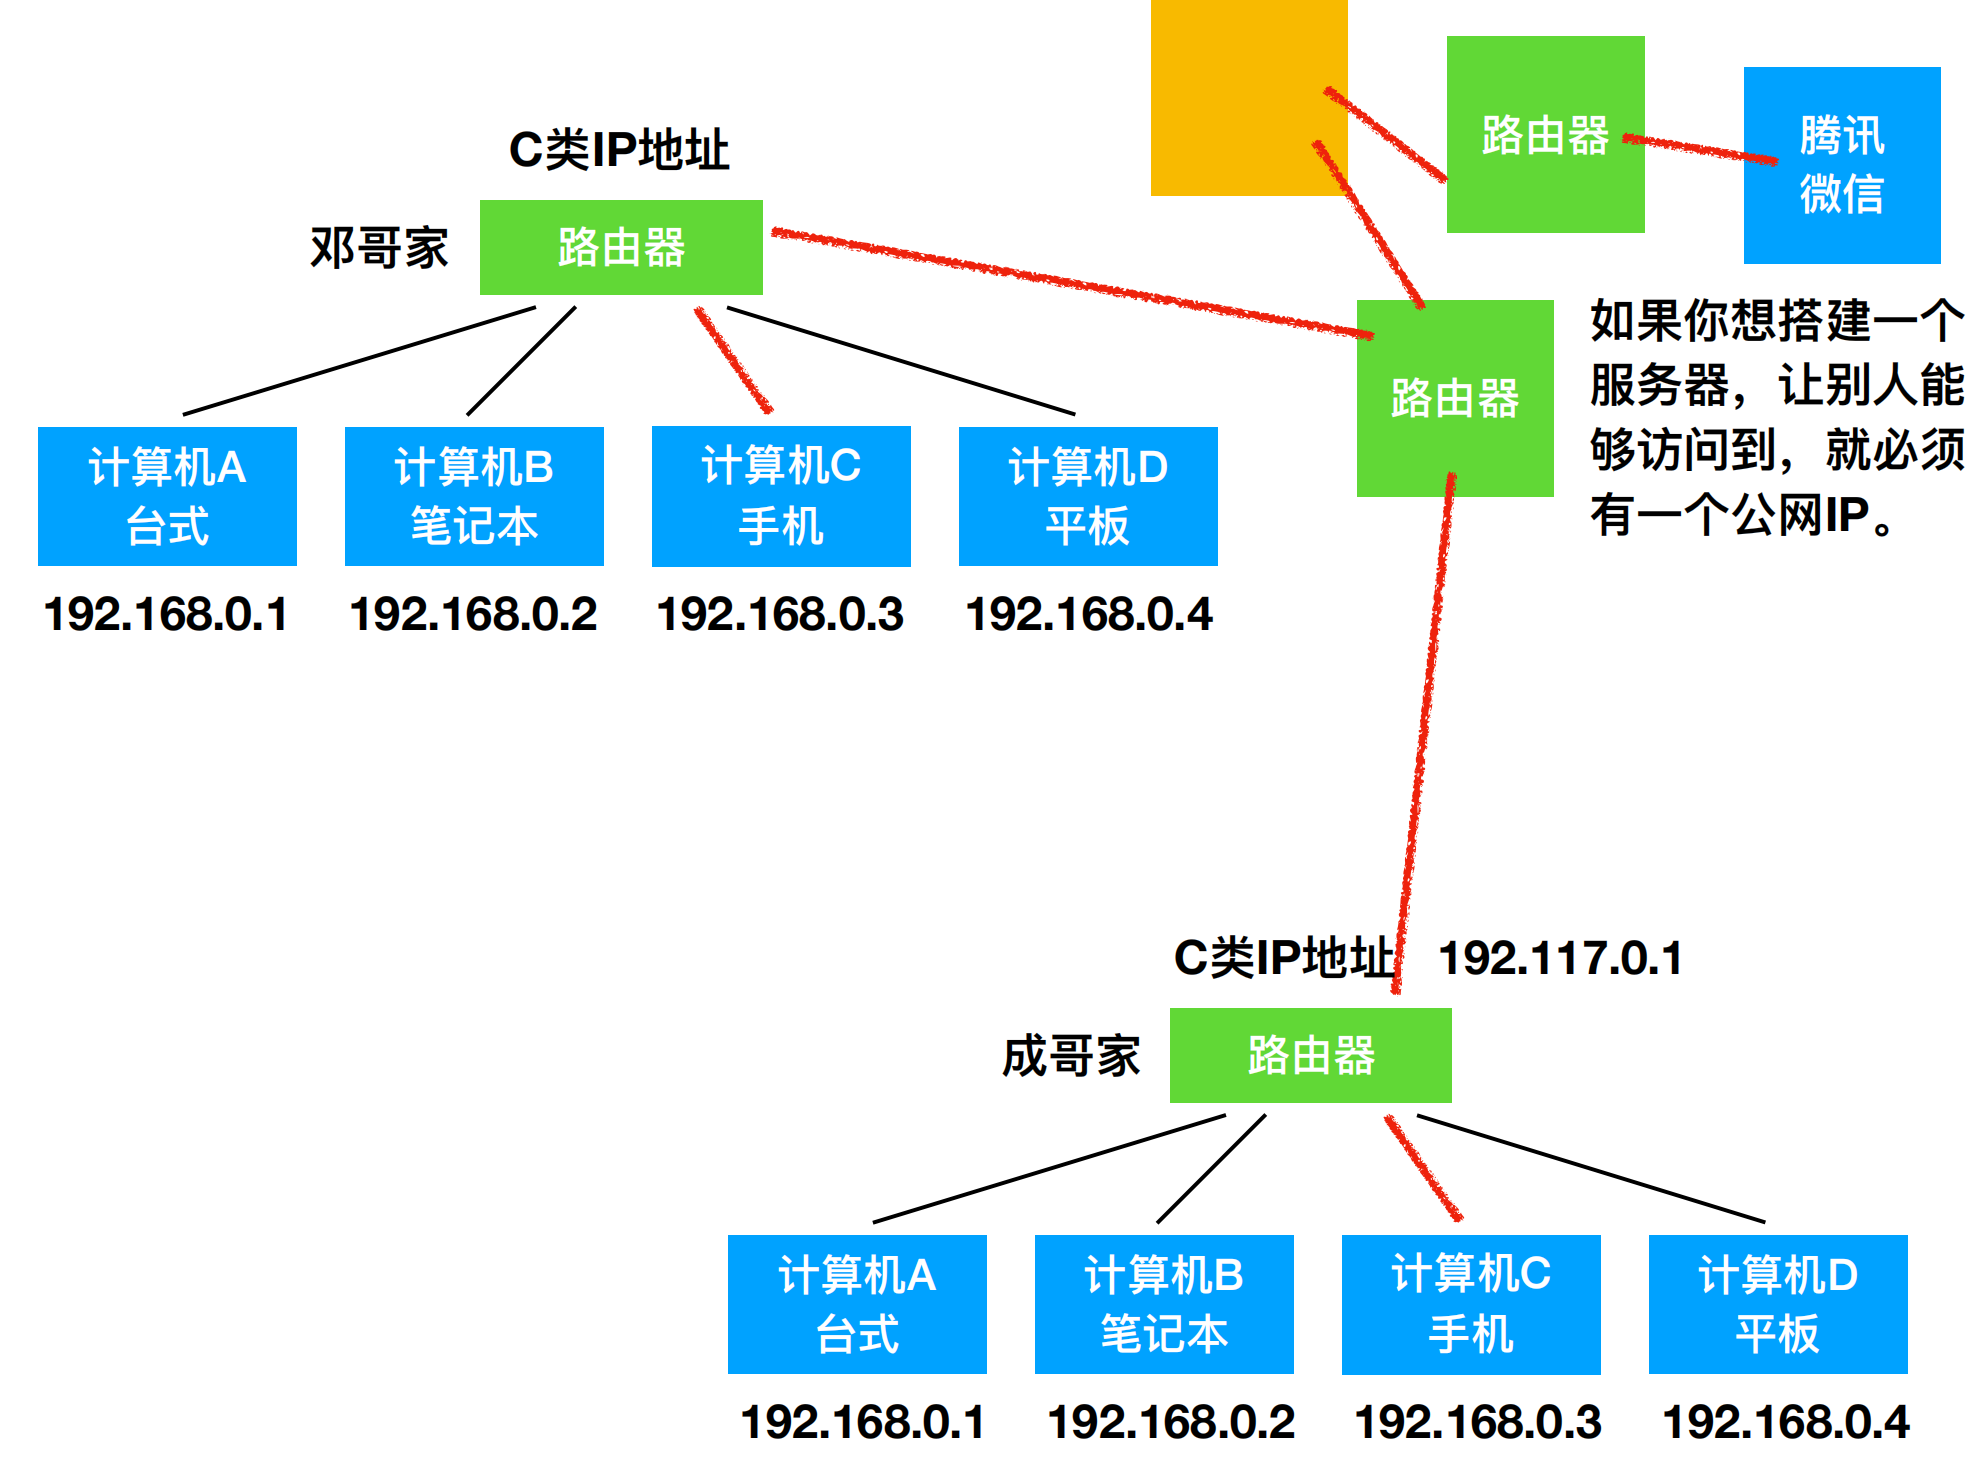 C类IP地址
邓哥家
路由器
计算机A
台式
计算机B
笔记本
计算机C
手机
计算机D
平板
192.168.0.1
192.168.0.2
192.168.0.3
192.168.0.4
路由器
腾讯
微信
路由器
如果你想搭建一个
服务器，让别人能
够访问到，就必须
有一个公网IP。
C类IP地址
192.117.0.1
成哥家
路由器
计算机A
台式
计算机B
笔记本
计算机C
手机
计算机D
平板
192.168.0.1
192.168.0.2
192.168.0.3
192.168.0.4